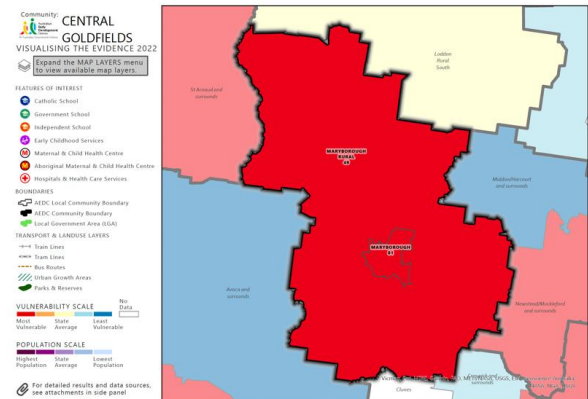 Community:
CENTRAL
GOLDFIELDS
VISUALISING THE EVIDENCE 2022
Expand the MAP LAYERS menu
to view available map layers.
FEATURES OF INTEREST
Catholic School
Government School
Independent School
Early Childhood Services
Maternal & Child Health Centre
Aboriginal Maternal & Child Health Centre
Hospitals & Health Care Services
BOUNDARIES
AEDC Local Community Boundary
AEDC Community Boundary
Local Government Area (LGA)
TRANSPORT & LANDUSE LAYERS
Train Lines
Tram Lines
Bus Routes
Urban Growth Areas
Parks & Reserves
VULNERABILITY SCALE
No
Data
Most
Vulnerable
State
Average
Least
Vulnerable
POPULATION SCALE
Highest
Population
State
Average
Lowest
Population
For detailed results and data sources,
see attachments in side panel
Loddon
Rural
South
St Arnaud and
surrounds
MARYBOROUGH
RURAL
Maldon/Harcourt
and surrounds
MARYBOROUGH
Avoca and
surrounds
Newstead/Muckleford
and surrounds
and
surrounds
Clunes